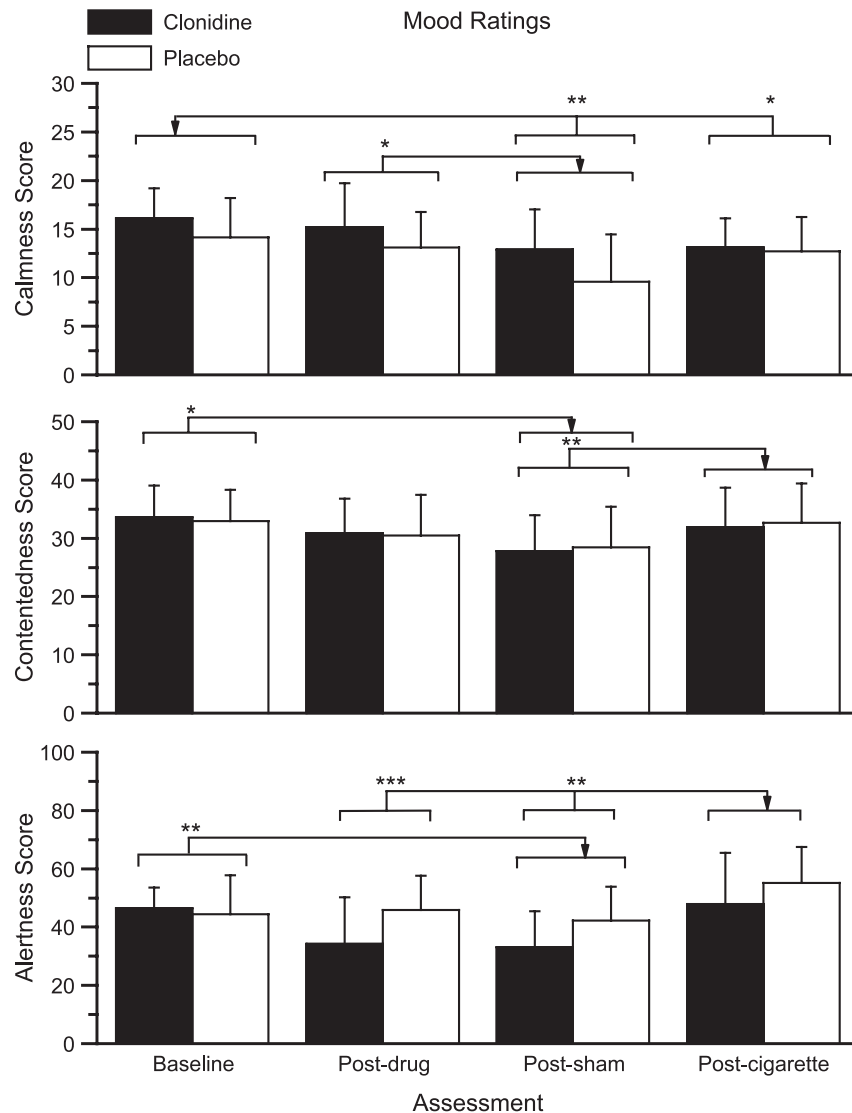 Clonidine
Mood Ratings
Placebo
Calmness Score
30
25
20
15
10
5
0
**
*
*
Contentedness Score
50
40
30
20
10
0
*
**
Alertness Score
100
80
60
40
20
0
***
**
**
Baseline
Post-drug
Post-sham
Post-cigarette
Assessment